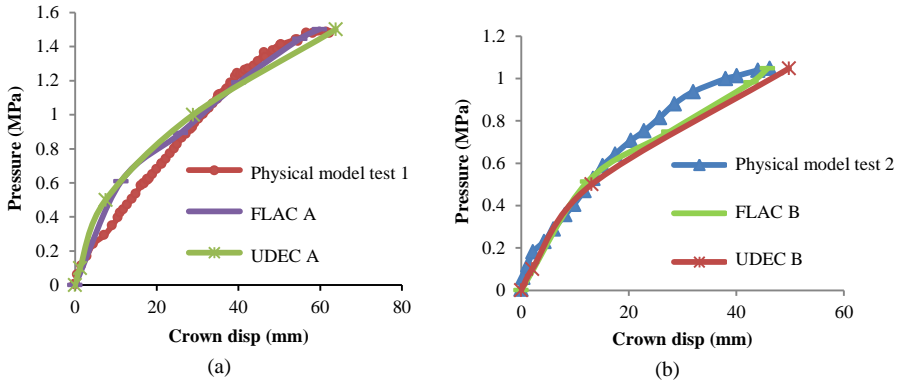 1.6
1.4
1.2
1
0.8
0.6
0.4
0.2
0
Pressure (MPa)
Physical model test 1
FLAC A
UDEC A
0 20 40 60 80
Crown disp (mm)
(a)
1.2
1
0.8
0.6
0.4
0.2
0
Pressure (MPa)
Physical model test 2
FLAC B
UDEC B
0 20 40 60
Crown disp (mm)
(b)